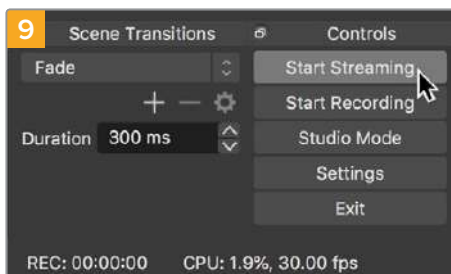 9
Scene Transitions Controls
Fade Start Streaming
Start Recording
Duration 300 ms Studio Mode
Settings
Exit
REC: 00:00:00 CPU: 1.9%, 30.00 fps